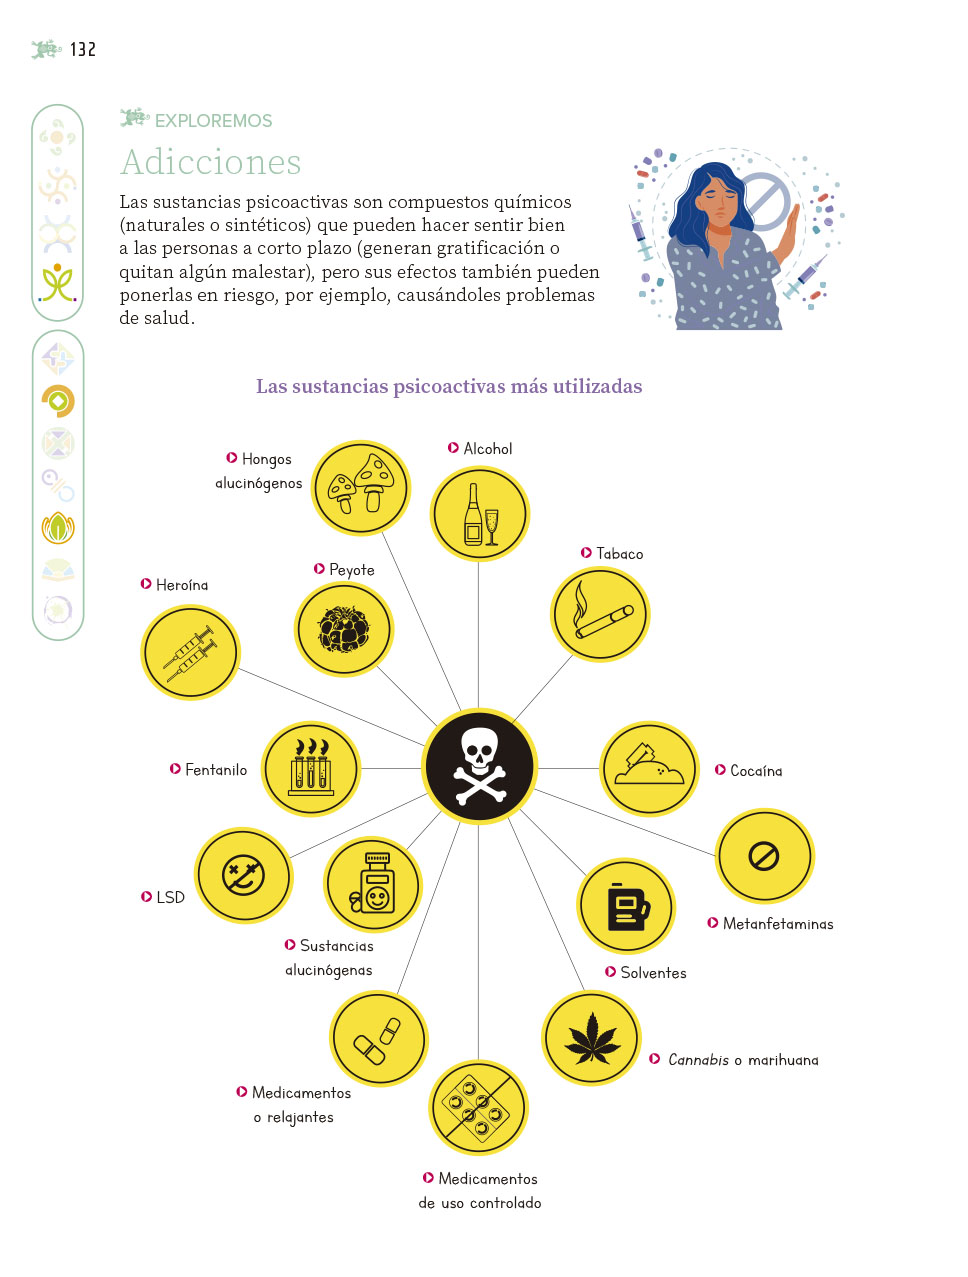 132
EXPLOREMOS
Adicciones
Las sustancias psicoactivas son compuestos químicos
(naturales o sintéticos) que pueden hacer sentir bien
a las personas a corto plazo (generan gratificación o
quitan algún malestar), pero sus efectos también pueden
ponerlas en riesgo, por ejemplo, causándoles problemas
de salud.
Las sustancias psicoactivas más utilizadas
Hongos
alucinógenos
Alcohol
Tabaco
Peyote
Heroína
Fentanilo
Cocaína
LSD
Metanfetaminas
Sustancias
alucinógenas
Solventes
Cannabis o marihuana
Medicamentos
o relajantes
Medicamentos
de uso controlado